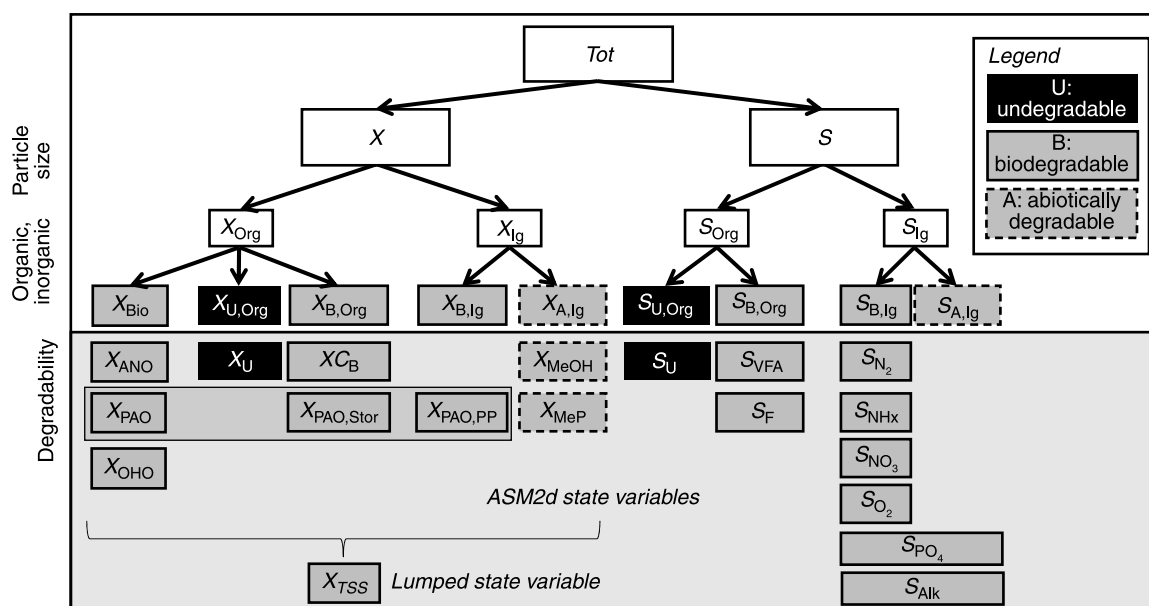 Tot
Legend
U:
undegradable
B:
biodegradable
A: abiotically
degradable
Particle
size
X
S
Organic,
inorganic
X_Org
X_Ig
S_Org
S_Ig
X_Bio
X_U,Org
X_B,Org
X_B,Ig
X_A,Ig
S_U,Org
S_B,Org
S_B,Ig
S_A,Ig
Degradability
X_ANO
X_U
XC_B
X_MeOH
S_U
S_VFA
S_N₂
X_PAO
X_PAO,Stor
X_PAO,PP
X_MeP
S_F
S_NHx
X_OHO
S_NO₃
ASM2d state variables
S_O₂
S_PO₄
X_TSS
Lumped state variable
S_Alk